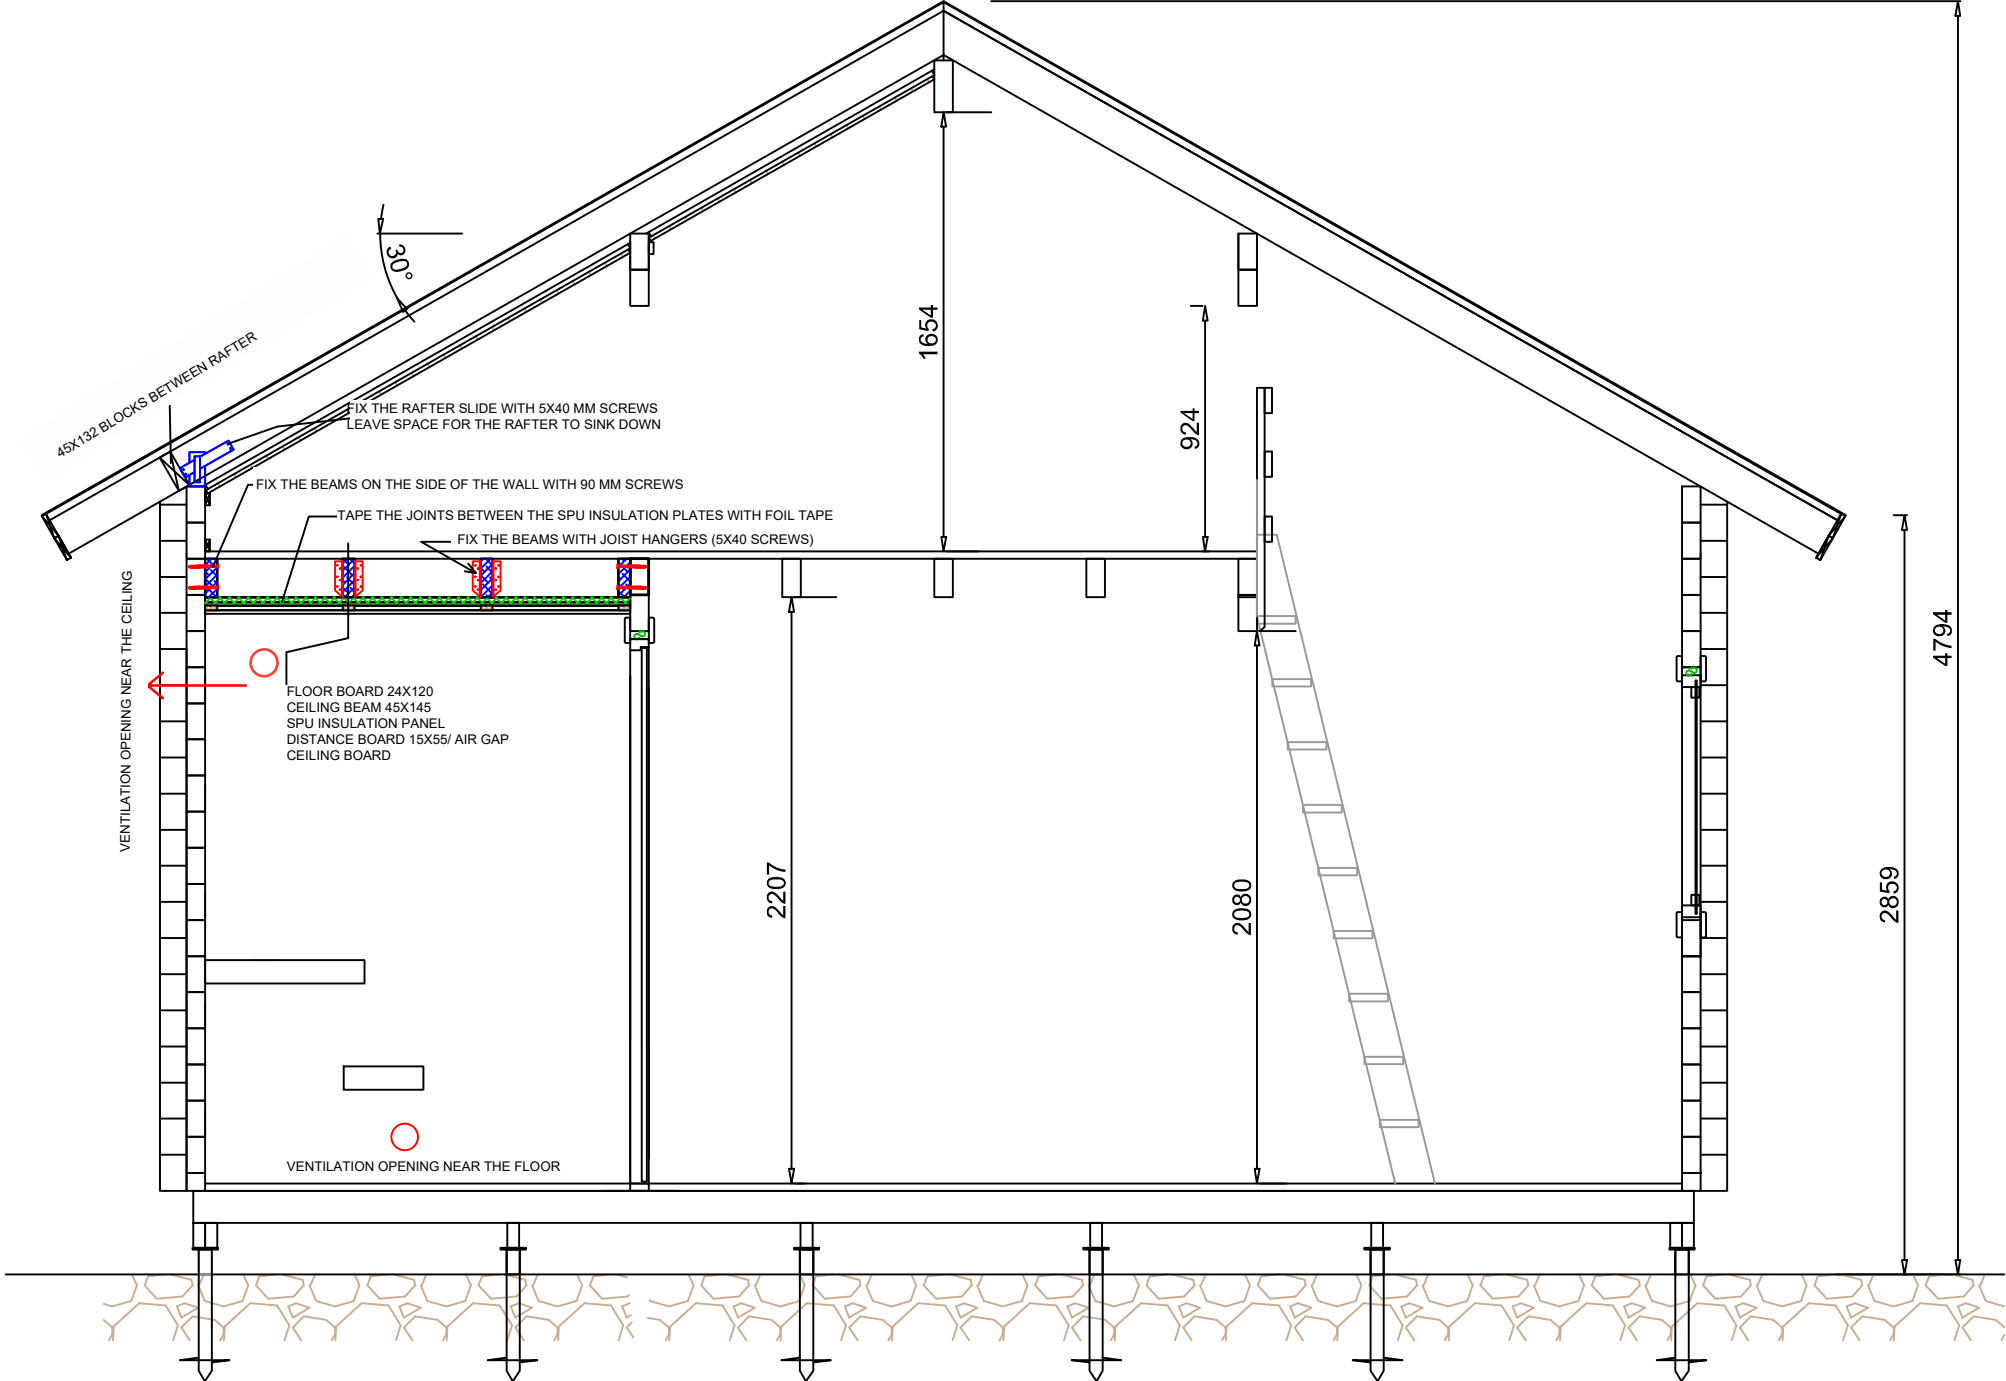 30°
45X132 BLOCKS BETWEEN RAFTER
FIX THE RAFTER SLIDE WITH 5X40 MM SCREWS
LEAVE SPACE FOR THE RAFTER TO SINK DOWN
FIX THE BEAMS ON THE SIDE OF THE WALL WITH 90 MM SCREWS
TAPE THE JOINTS BETWEEN THE SPU INSULATION PLATES WITH FOIL TAPE
FIX THE BEAMS WITH JOIST HANGERS (5X40 SCREWS)
1654
924
VENTILATION OPENING NEAR THE CEILING
FLOOR BOARD 24X120
CEILING BEAM 45X145
SPU INSULATION PANEL
DISTANCE BOARD 15X55/ AIR GAP
CEILING BOARD
2207
2080
2859
4794
VENTILATION OPENING NEAR THE FLOOR